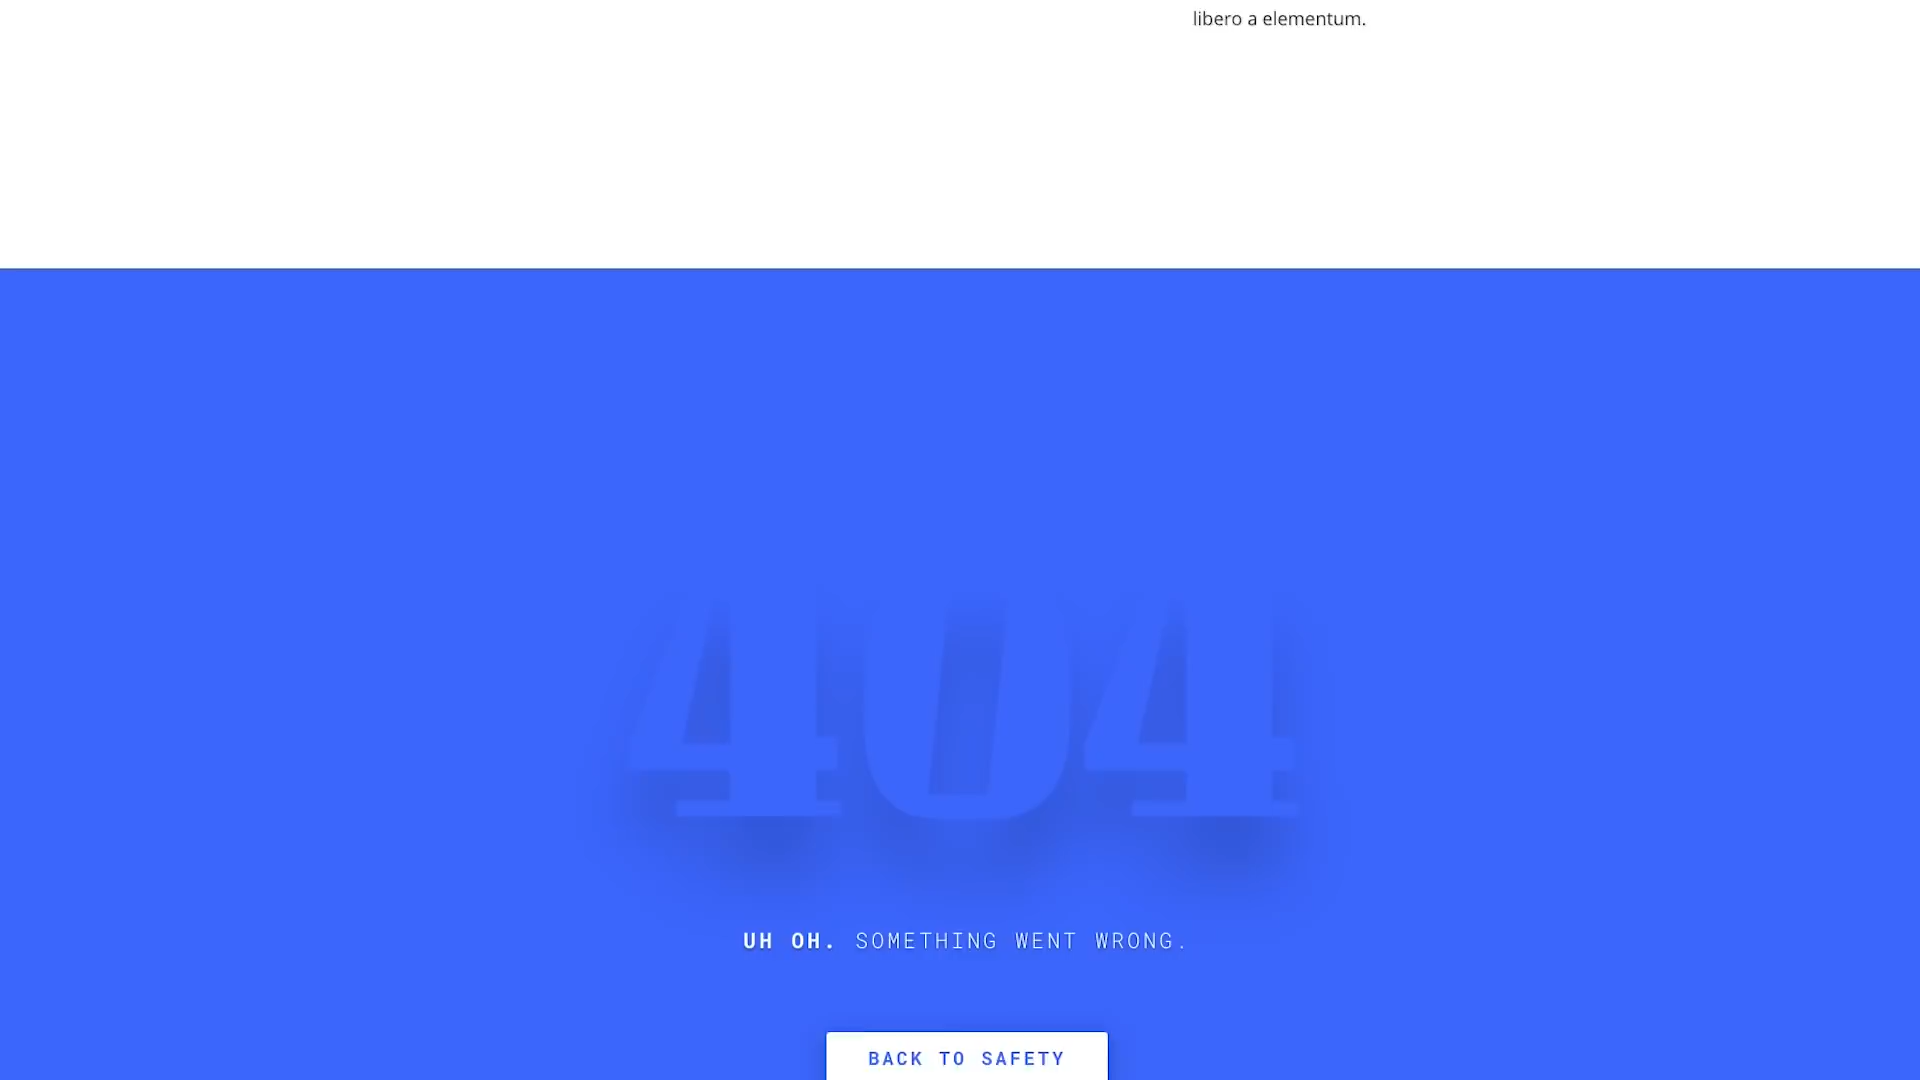 libero a elementum.
404
UH OH. SOMETHING WENT WRONG.
BACK TO SAFETY